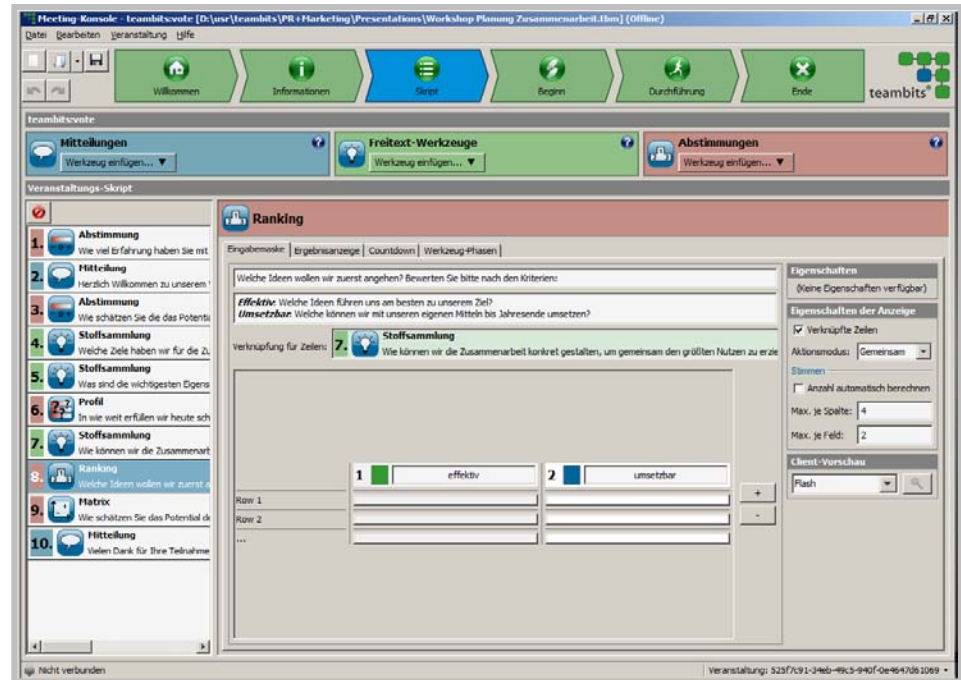 Meeting-Konsole - teambits:vote [D:\usr\teambits\PR+Marketing\Presentations\Workshop Planung Zusammenarbeit.tbm] (Offline)
Datei Bearbeiten Veranstaltung Hilfe
Willkommen
Informationen
Skript
Beginn
Durchführung
Ende
teambits®
teambits:vote
Mitteilungen
Werkzeug einfügen... ▼
Freitext-Werkzeuge
Werkzeug einfügen... ▼
Abstimmungen
Werkzeug einfügen... ▼
Veranstaltungs-Skript
1. Abstimmung
Wie viel Erfahrung haben Sie mit
2. Mitteilung
Herzlich Willkommen zu unserem
3. Abstimmung
Wie schätzen Sie die das Potentia
4. Stoffsammlung
Welche Ziele haben wir für die Zu
5. Stoffsammlung
Was sind die wichtigsten Eigens
6. Profil
In wie weit erfüllen wir heute sch
7. Stoffsammlung
Wie können wir die Zusammenart
8. Ranking
Welche Ideen wollen wir zuerst a
9. Matrix
Wie schätzen Sie das Potential de
10. Mitteilung
Vielen Dank für Ihre Teilnahme
Ranking
Eingabemaske Ergebnisanzeige Countdown Werkzeug-Phasen
Welche Ideen wollen wir zuerst angehen? Bewerten Sie bitte nach den Kriterien:
Effektiv: Welche Ideen führen uns am besten zu unserem Ziel?
Umsetzbar: Welche können wir mit unseren eigenen Mitteln bis Jahresende umsetzen?
Verknüpfung für Zeilen:
7. Stoffsammlung
Wie können wir die Zusammenarbeit konkret gestalten, um gemeinsam den größten Nutzen zu erzie
1 effektiv 2 umsetzbar
Row 1
Row 2
...
+
-
Eigenschaften
(Keine Eigenschaften verfügbar)
Eigenschaften der Anzeige
Verknüpfte Zeilen
Aktionsmodus: Gemeinsam
Stimmen
Anzahl automatisch berechnen
Max. je Spalte: 4
Max. je Feld: 2
Client-Vorschau
Flash
Nicht verbunden
Veranstaltung: 525f7c91-34eb-49c5-940f-0e4647d61069